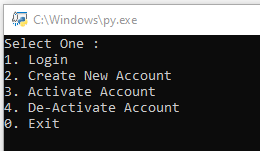 C:\Windows\py.exe
Select One :
1. Login
2. Create New Account
3. Activate Account
4. De-Activate Account
0. Exit